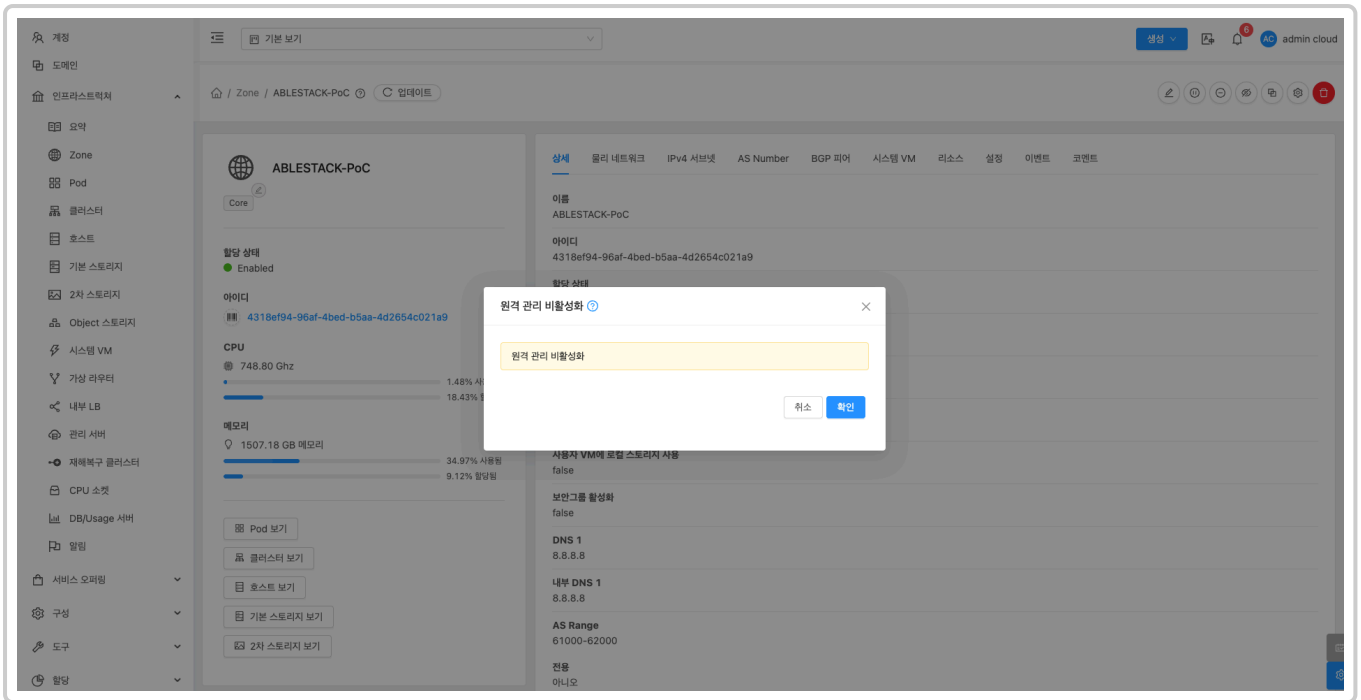 계정
기본 보기
생성
6
AC
admin cloud
도메인
인프라스트럭쳐
/ Zone / ABLESTACK-PoC
업데이트
요약
Zone
Pod
클러스터
호스트
기본 스토리지
2차 스토리지
Object 스토리지
시스템 VM
가상 라우터
내부 LB
관리 서버
재해복구 클러스터
CPU 소켓
DB/Usage 서버
알림
서비스 오퍼링
구성
도구
할당
ABLESTACK-PoC
Core
할당 상태
Enabled
아이디
4318ef94-96af-4bed-b5aa-4d2654c021a9
CPU
748.80 Ghz
1.48%
18.43%
메모리
1507.18 GB 메모리
34.97% 사용됨
9.12% 할당됨
Pod 보기
클러스터 보기
호스트 보기
기본 스토리지 보기
2차 스토리지 보기
상세 물리 네트워크 IPv4 서브넷 AS Number BGP 피어 시스템 VM 리소스 설정 이벤트 코멘트
이름
ABLESTACK-PoC
아이디
4318ef94-96af-4bed-b5aa-4d2654c021a9
할당 상태
원격 관리 비활성화
원격 관리 비활성화
취소 확인
사용자 VM에 로컬 스토리지 사용
false
보안그룹 활성화
false
DNS 1
8.8.8.8
내부 DNS 1
8.8.8.8
AS Range
61000-62000
전용
아니오